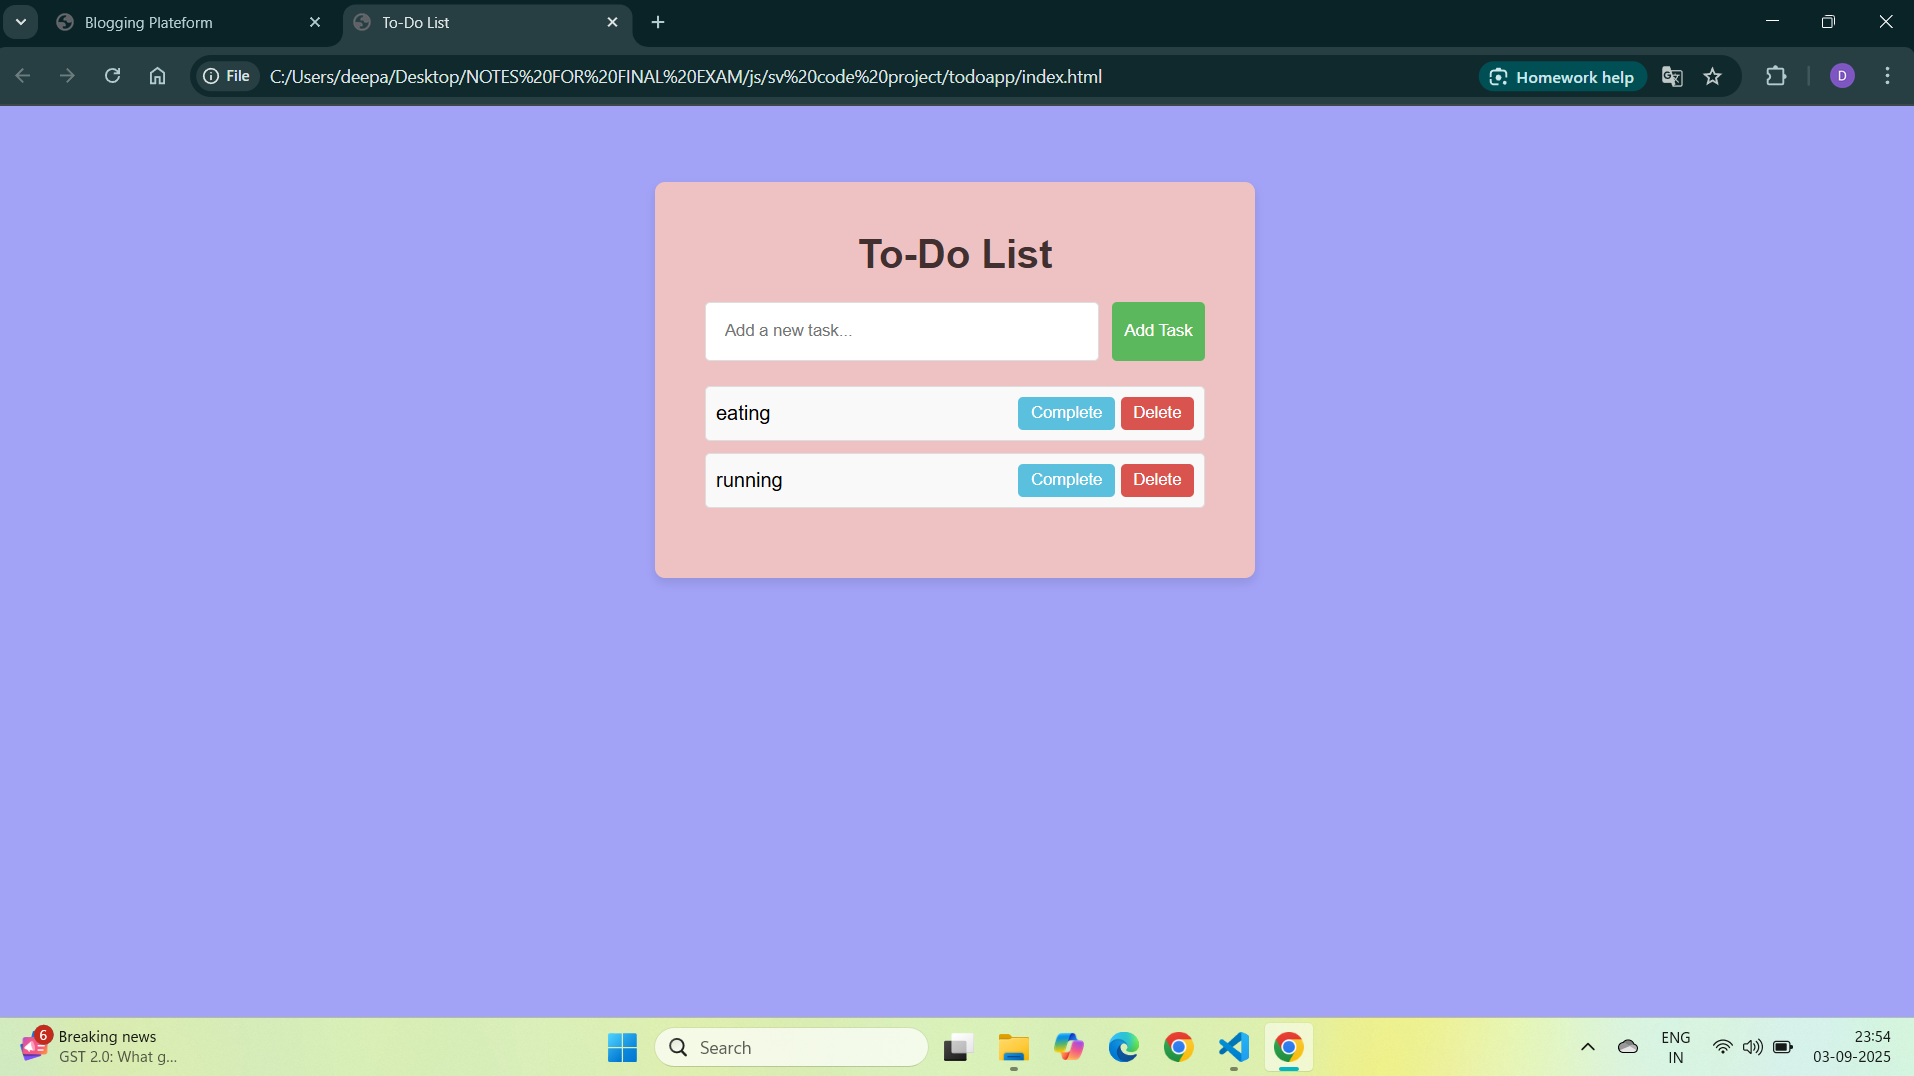 Blogging Plateform
To-Do List
File
C:/Users/deepa/Desktop/NOTES%20FOR%20FINAL%20EXAM/js/sv%20code%20project/todoapp/index.html
Homework help
D
To-Do List
Add a new task...
Add Task
eating
Complete
Delete
running
Complete
Delete
6
Breaking news
GST 2.0: What g...
Search
ENG
IN
23:54
03-09-2025